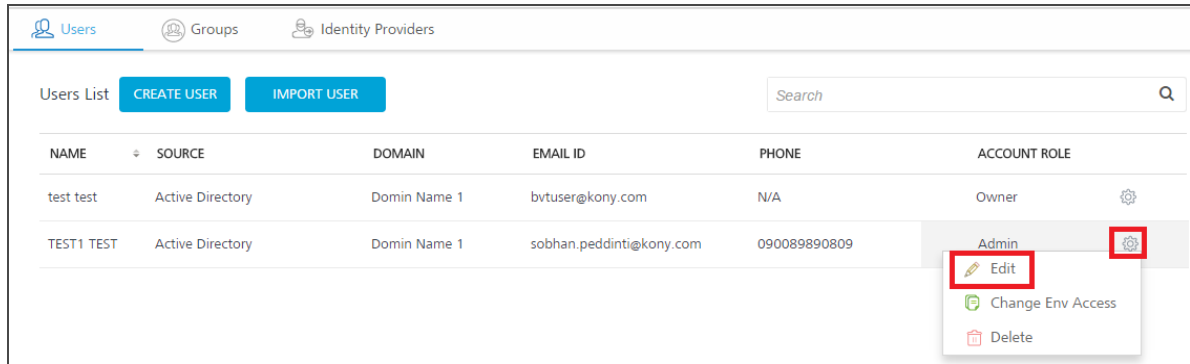 Users Groups Identity Providers
Users List CREATE USER IMPORT USER Search
NAME SOURCE DOMAIN EMAIL ID PHONE ACCOUNT ROLE
test test Active Directory Domin Name 1 bvtuser@kony.com N/A Owner
TEST1 TEST Active Directory Domin Name 1 sobhan.peddinti@kony.com 090089890809 Admin
Edit
Change Env Access
Delete